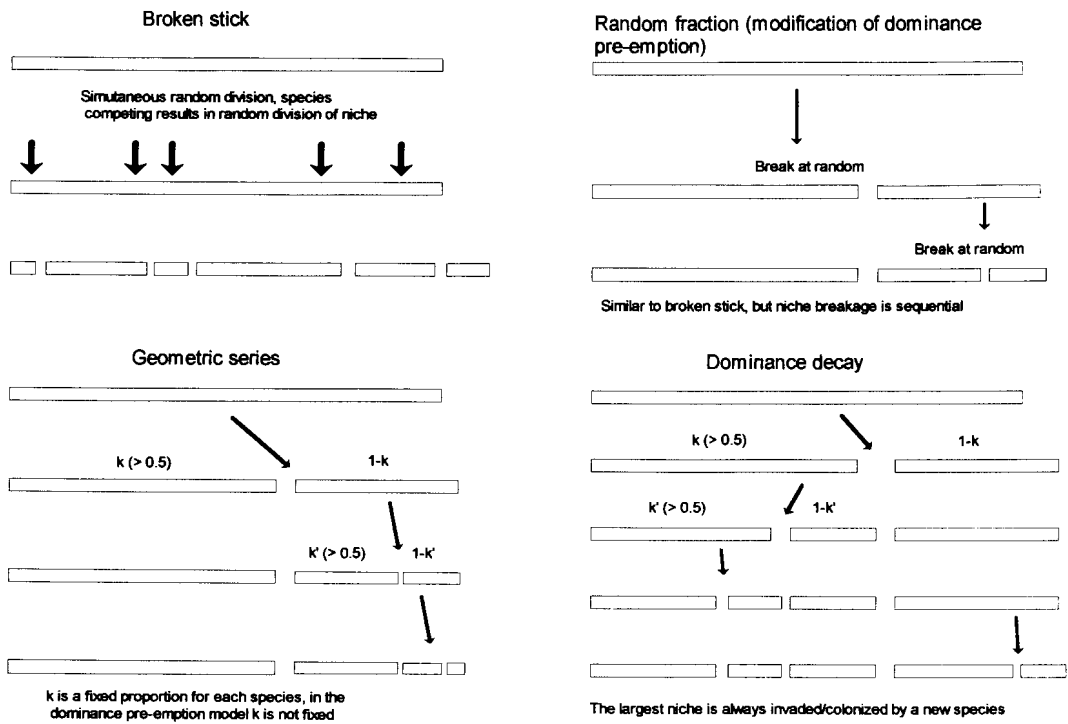 Broken stick
Simutaneous random division, species
competing results in random division of niche
Random fraction (modification of dominance
pre-emption)
Break at random
Break at random
Similar to broken stick, but niche breakage is sequential
Geometric series
k (> 0.5)
1-k
k' (> 0.5)
1-k'
k is a fixed proportion for each species, in the
dominance pre-emption model k is not fixed
Dominance decay
k (> 0.5)
1-k
k' (> 0.5)
1-k'
The largest niche is always invaded/colonized by a new species